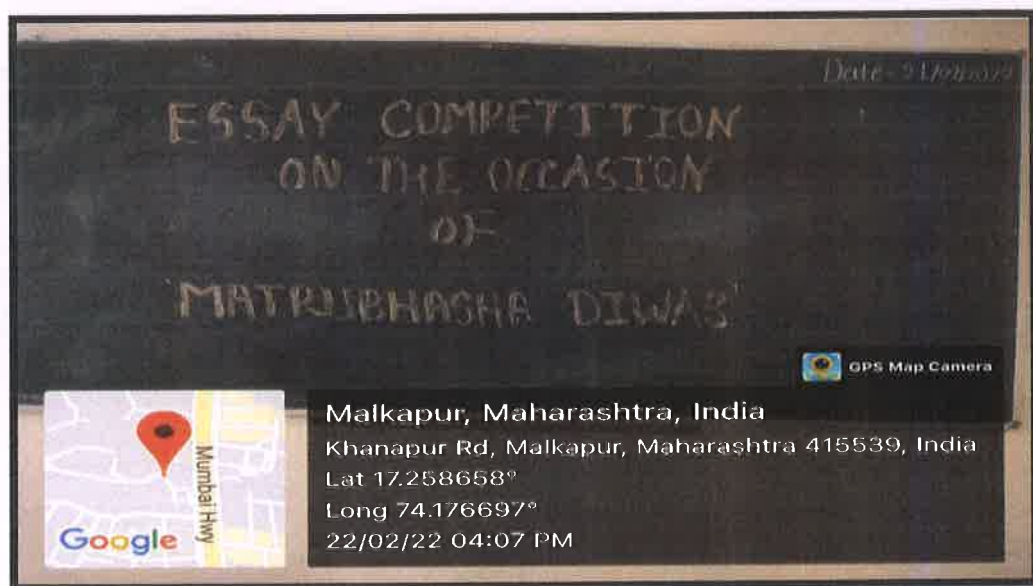 Date -
ESSAY COMPETITION
ON THE OCCASION
OF
'MATRUBHASHA DIWAS'
GPS Map Camera
Malkapur, Maharashtra, India
Khanapur Rd, Malkapur, Maharashtra 415539, India
Lat 17.258658°
Long 74.176697°
22/02/22 04:07 PM
Mumbai Hwy
Google